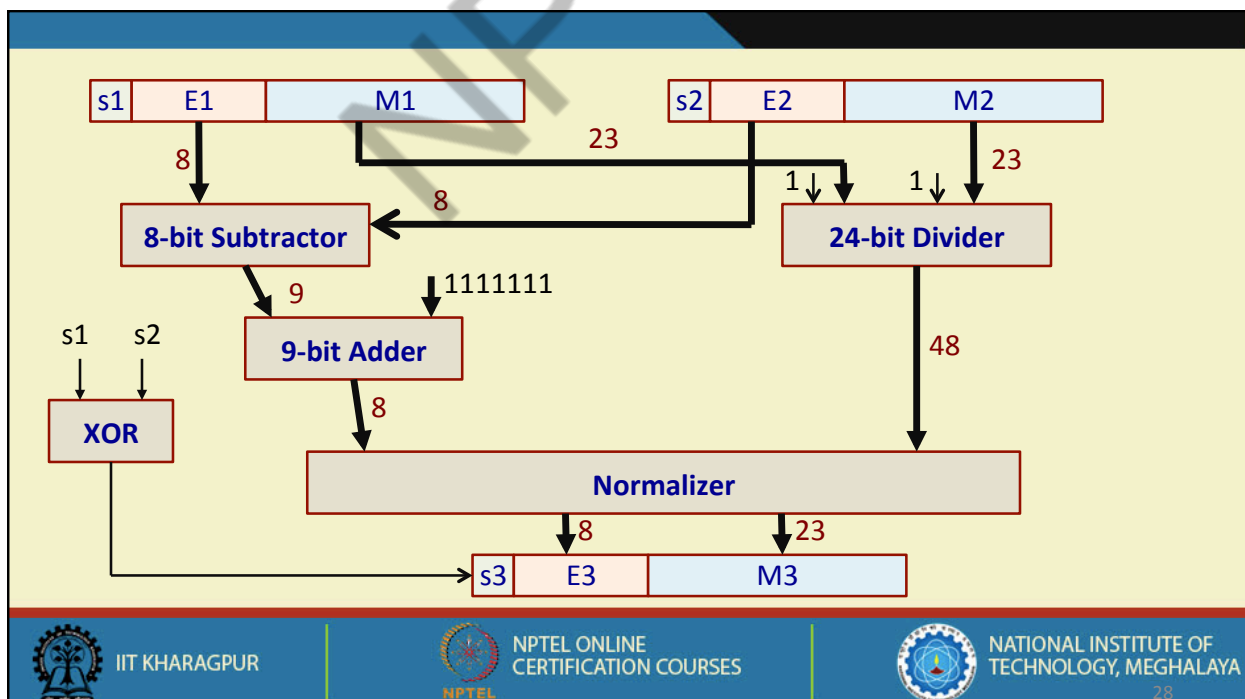 NP
s1 E1 M1 s2 E2 M2
23
8 23
1 1
8
8-bit Subtractor 24-bit Divider
9 1111111
s1 s2
9-bit Adder 48
8
XOR
Normalizer
8 23
s3 E3 M3
IIT KHARAGPUR
NPTEL
NPTEL ONLINE
CERTIFICATION COURSES
NATIONAL INSTITUTE OF
TECHNOLOGY, MEGHALAYA
28